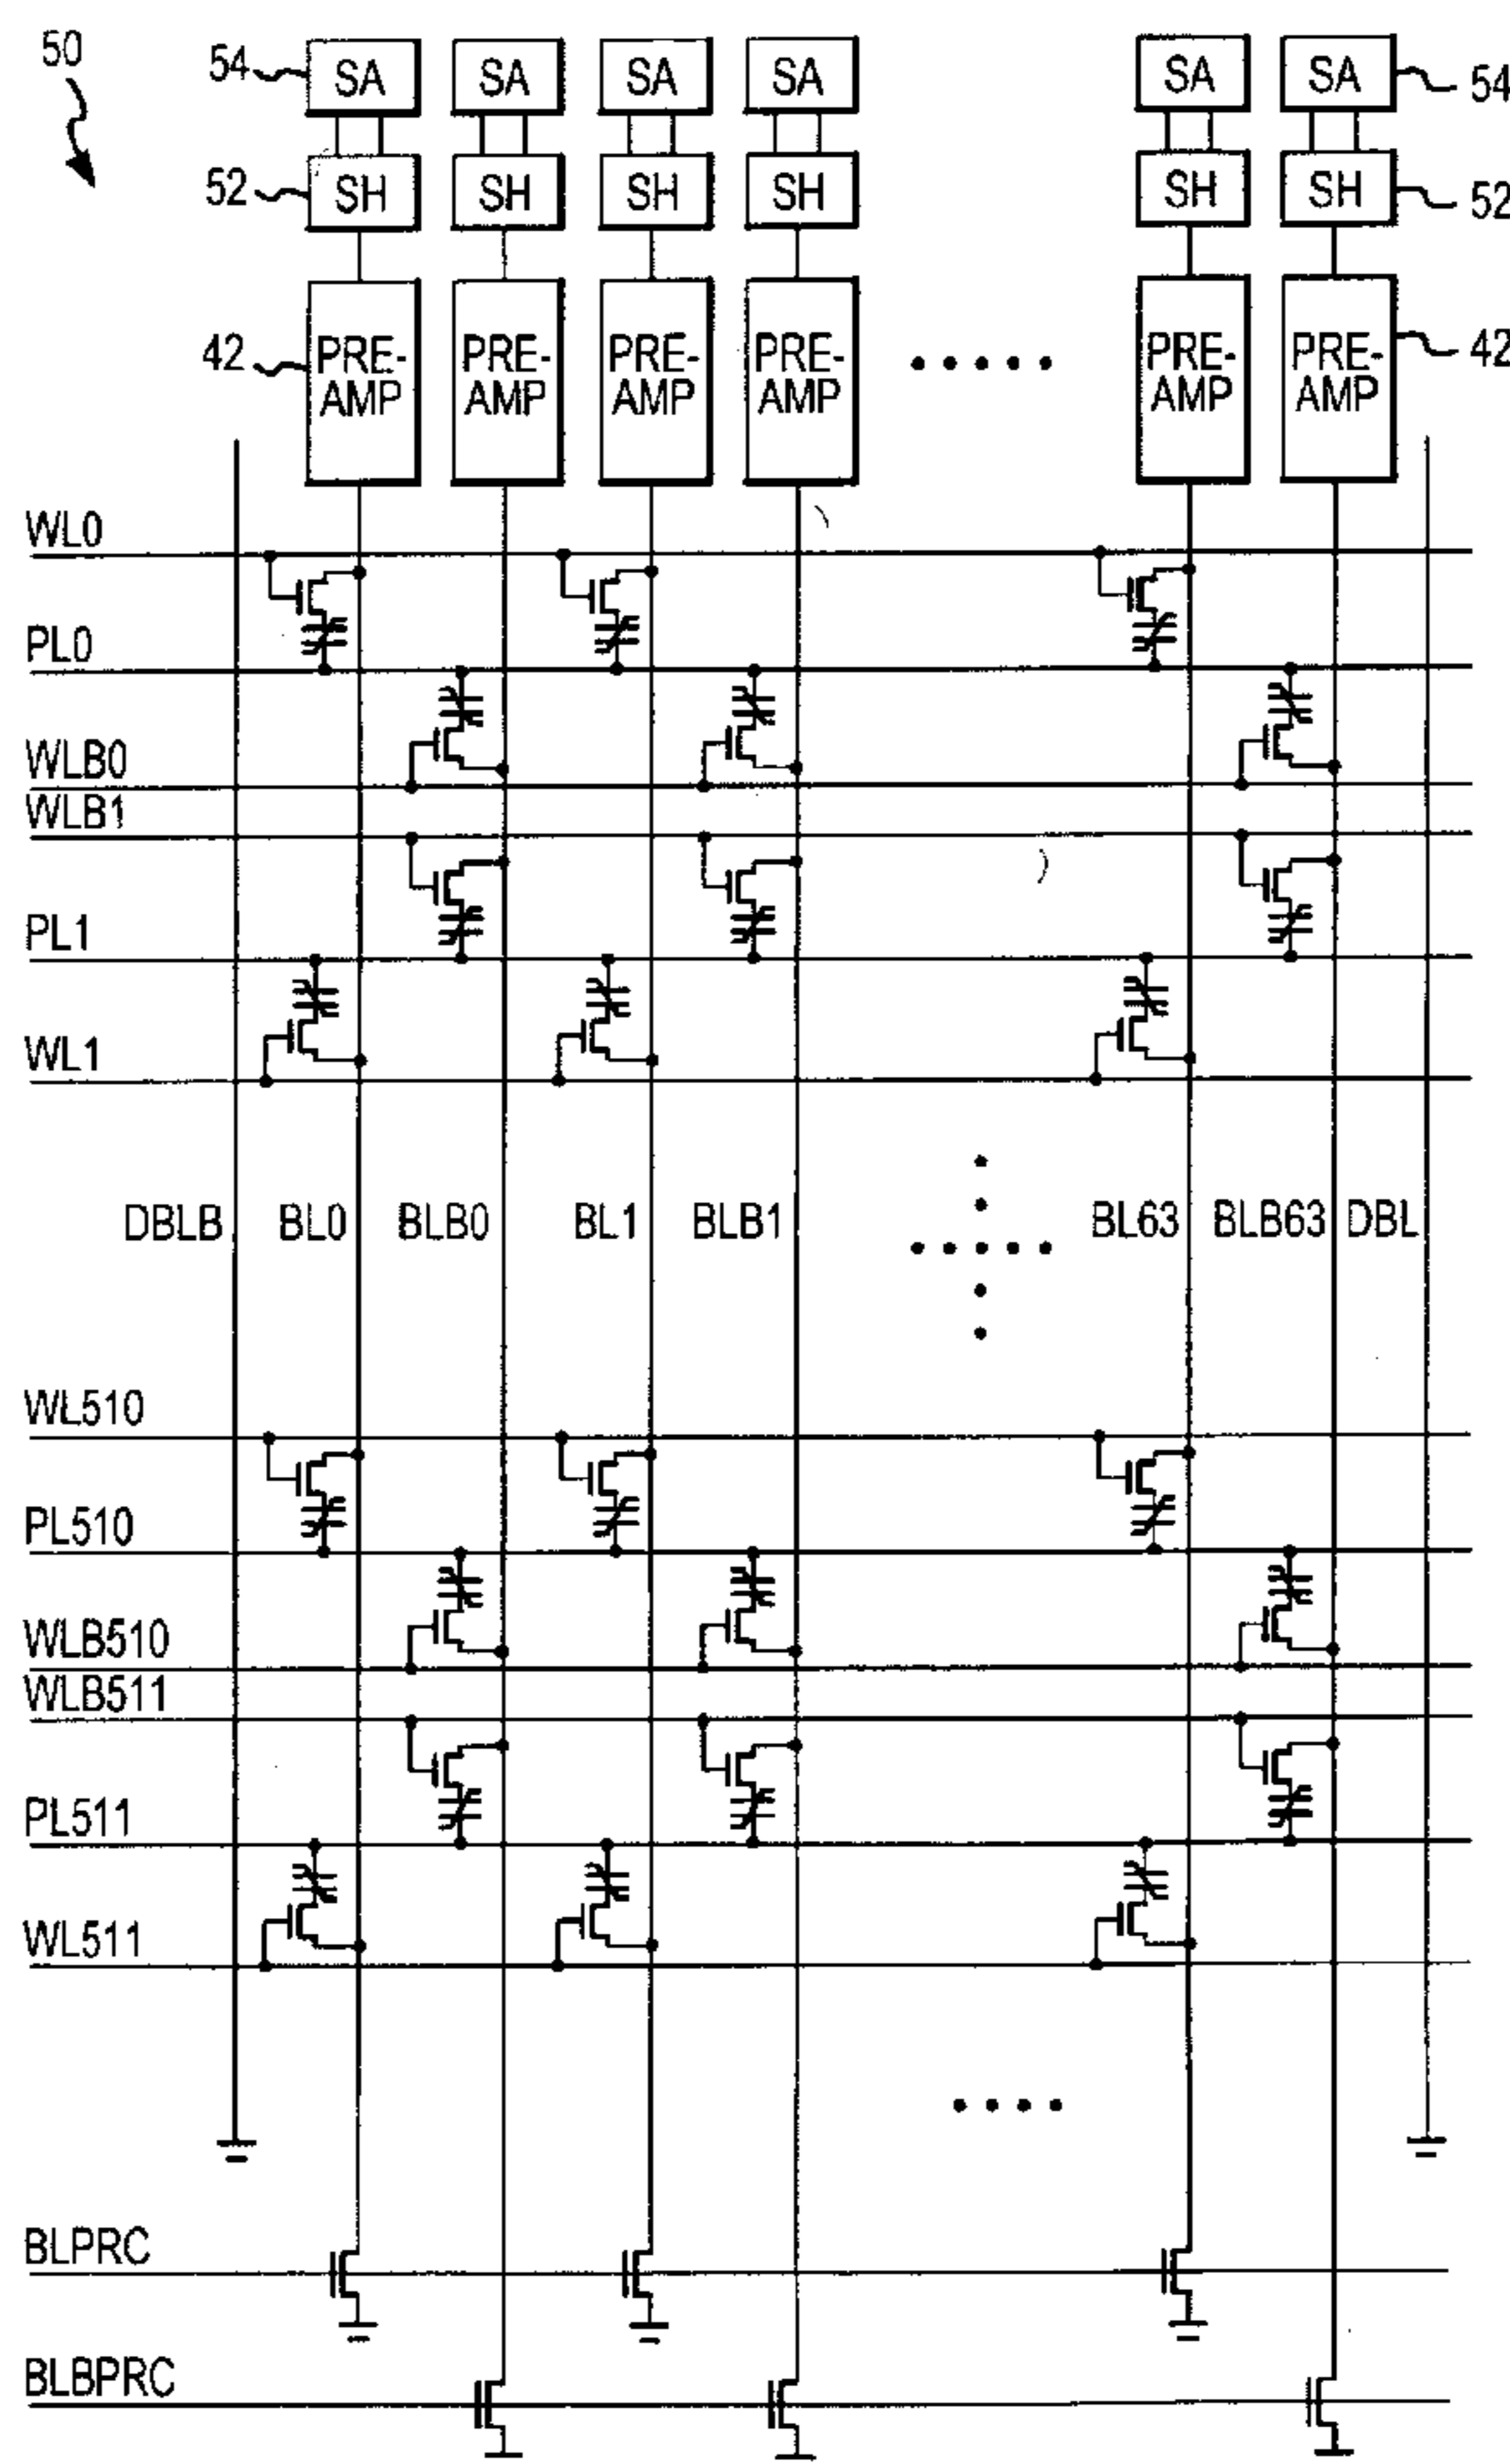 50
54 SA SA SA SA SA SA 54
52 SH SH SH SH SH SH 52
42 PRE-AMP PRE-AMP PRE-AMP PRE-AMP PRE-AMP PRE-AMP 42
WL0
PL0
WLB0
WLB1
PL1
WL1
DBLB BL0 BLB0 BL1 BLB1 BL63 BLB63 DBL
WL510
PL510
WLB510
WLB511
PL511
WL511
BLPRC
BLBPRC